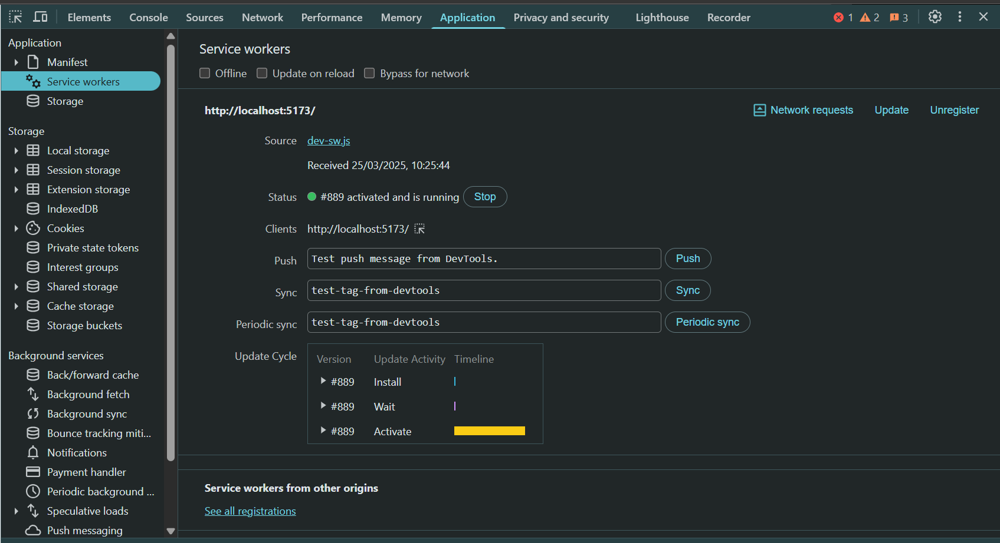 Elements Console Sources Network Performance Memory Application Privacy and security Lighthouse Recorder 1 2 3
Application
Manifest
Service workers
Storage
Storage
Local storage
Session storage
Extension storage
IndexedDB
Cookies
Private state tokens
Interest groups
Shared storage
Cache storage
Storage buckets
Background services
Back/forward cache
Background fetch
Background sync
Bounce tracking miti...
Notifications
Payment handler
Periodic background ...
Speculative loads
Push messaging
Service workers
Offline Update on reload Bypass for network
http://localhost:5173/ Network requests Update Unregister
Source dev-sw.js
Received 25/03/2025, 10:25:44
Status #889 activated and is running Stop
Clients http://localhost:5173/
Push Test push message from DevTools. Push
Sync test-tag-from-devtools Sync
Periodic sync test-tag-from-devtools Periodic sync
Update Cycle Version Update Activity Timeline
#889 Install
#889 Wait
#889 Activate
Service workers from other origins
See all registrations